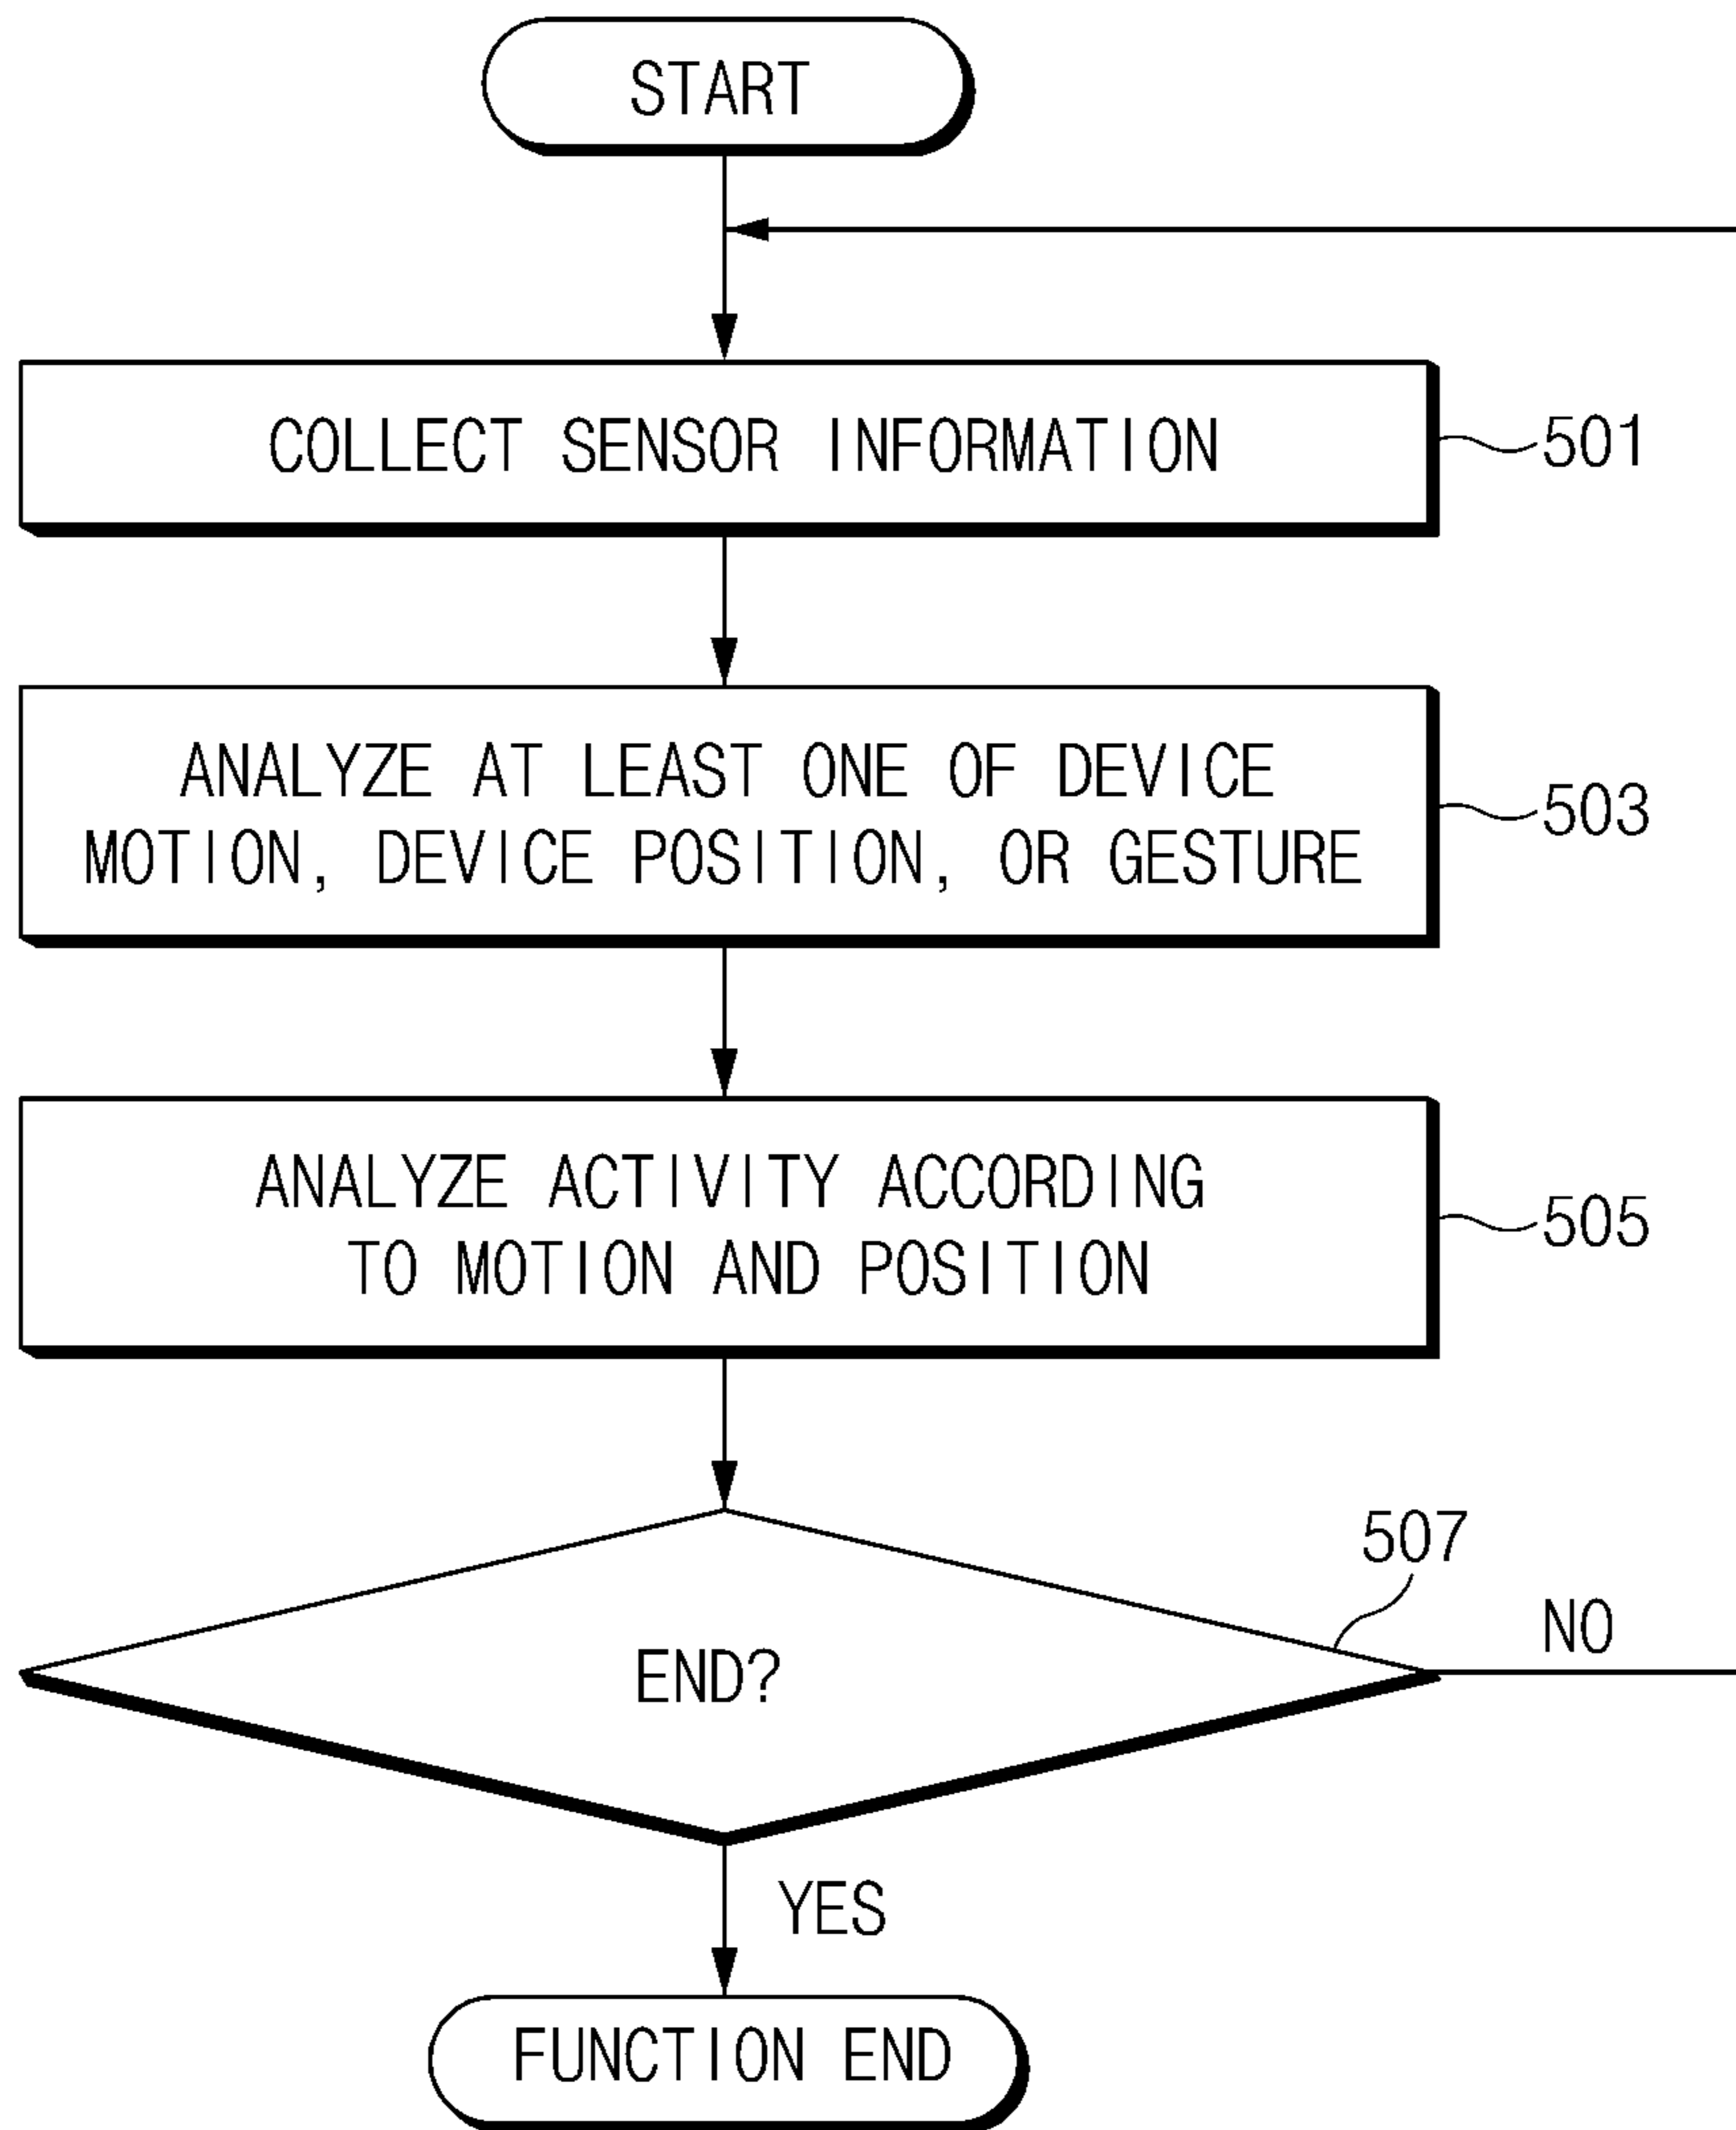 START
COLLECT SENSOR INFORMATION
501
ANALYZE AT LEAST ONE OF DEVICE
MOTION, DEVICE POSITION, OR GESTURE
503
ANALYZE ACTIVITY ACCORDING
TO MOTION AND POSITION
505
507
NO
END?
YES
FUNCTION END